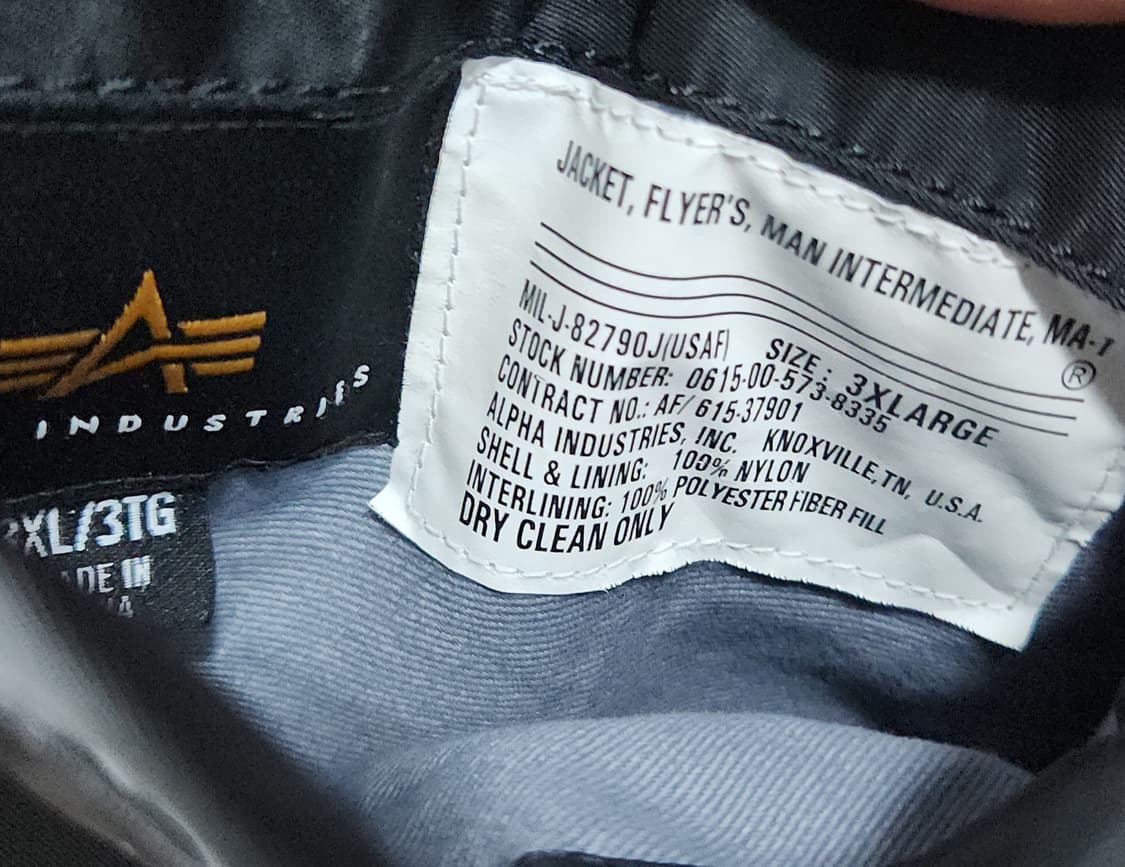 INDUSTRIES
XL/3TG
IN
JACKET, FLYER'S, MAN INTERMEDIATE, MA-1
®
MIL-J-82790J(USAF) SIZE: 3XLARGE
STOCK NUMBER: 0615-00-573-8335
CONTRACT NO.: AF/ 615-37901
ALPHA INDUSTRIES, INC. KNOXVILLE, TN, U.S.A.
SHELL & LINING: 100% NYLON
INTERLINING: 100% POLYESTER FIBER FILL
DRY CLEAN ONLY